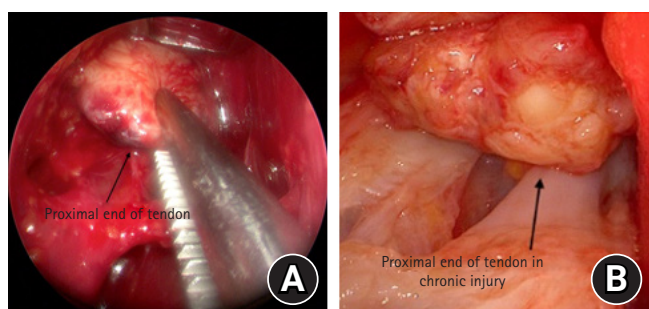 Proximal end of tendon
A
Proximal end of tendon in
chronic injury
B